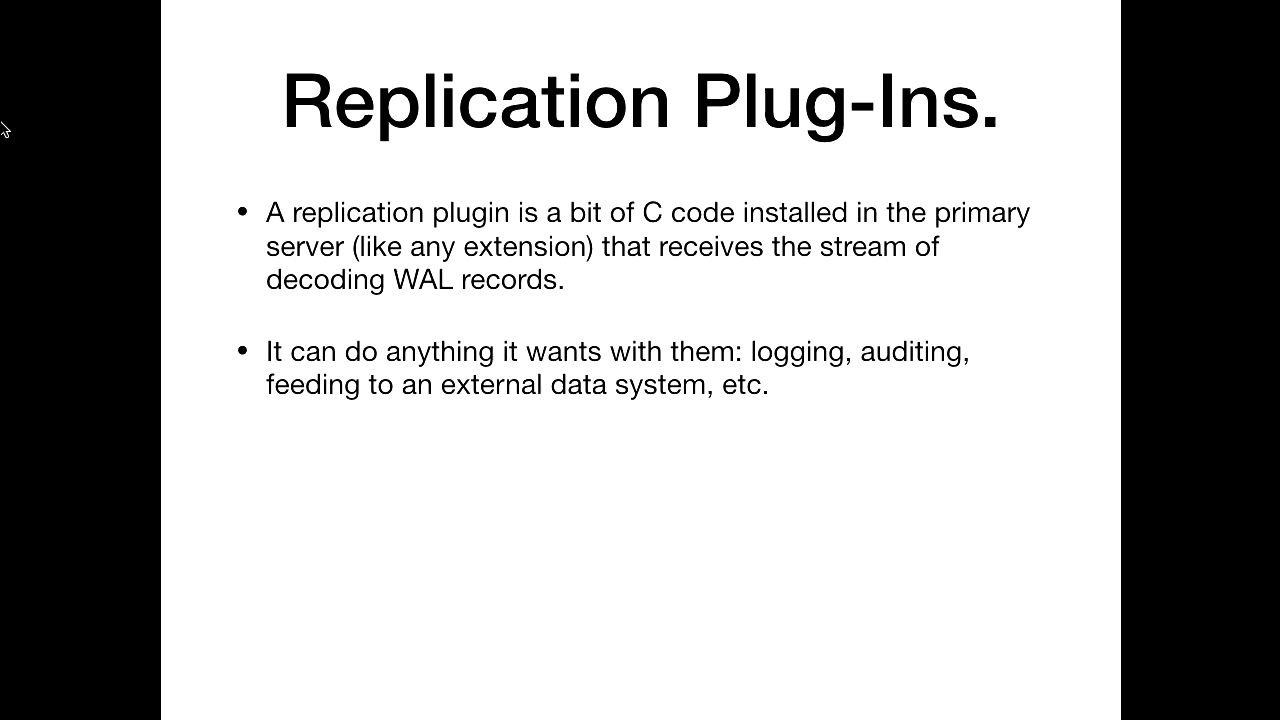 Replication Plug-Ins.
• A replication plugin is a bit of C code installed in the primary
server (like any extension) that receives the stream of
decoding WAL records.
• It can do anything it wants with them: logging, auditing,
feeding to an external data system, etc.